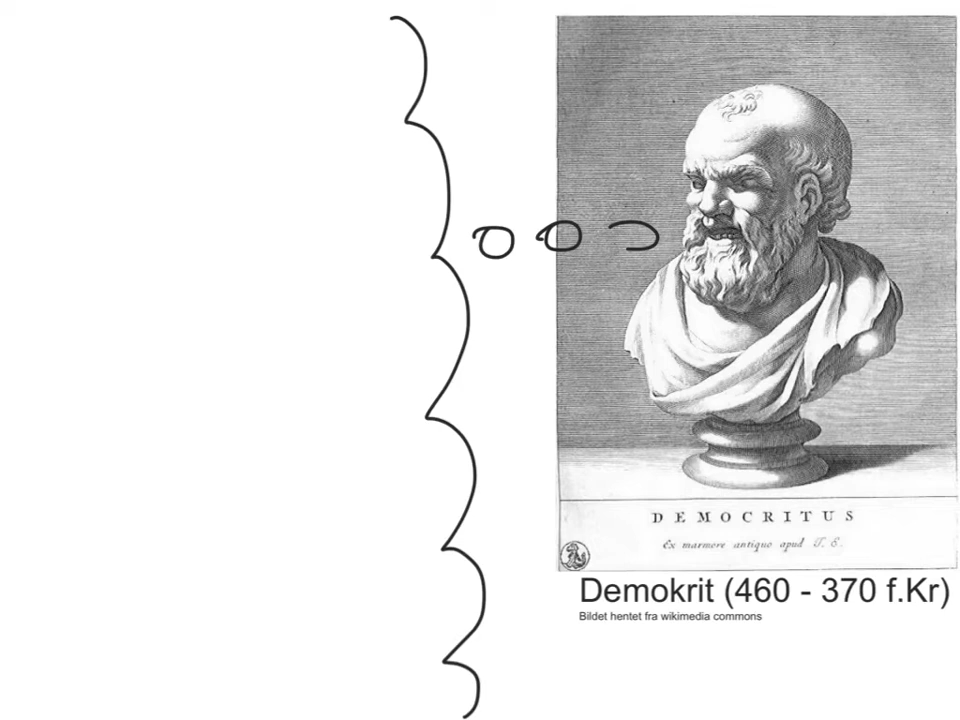 DEMOCRITUS
Ex marmore antiquo apud T. E.
Demokrit (460 - 370 f.Kr)
Bildet hentet fra wikimedia commons